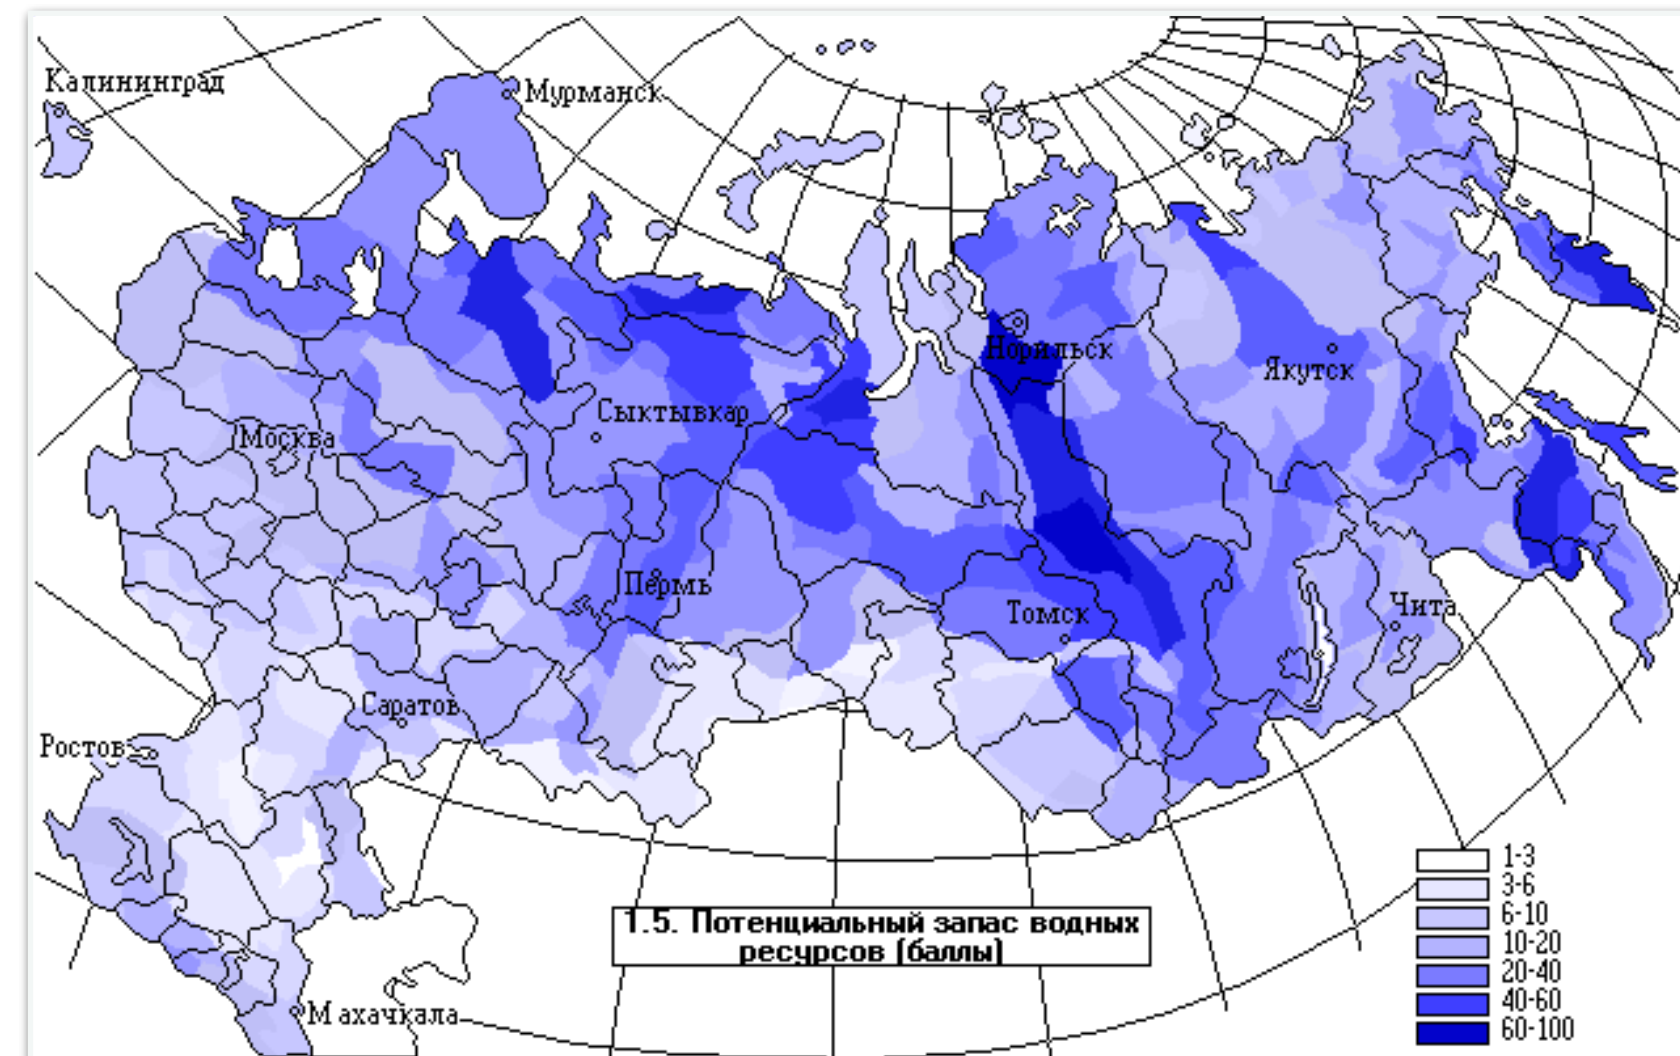 Калининград
Мурманск
Норильск
Якутск
Сыктывкар
Москва
Пермь
Томск
Чита
Саратов
Ростов
Махачкала
1.5. Потенциальный запас водных
ресурсов (баллы)
1-3
3-6
6-10
10-20
20-40
40-60
60-100